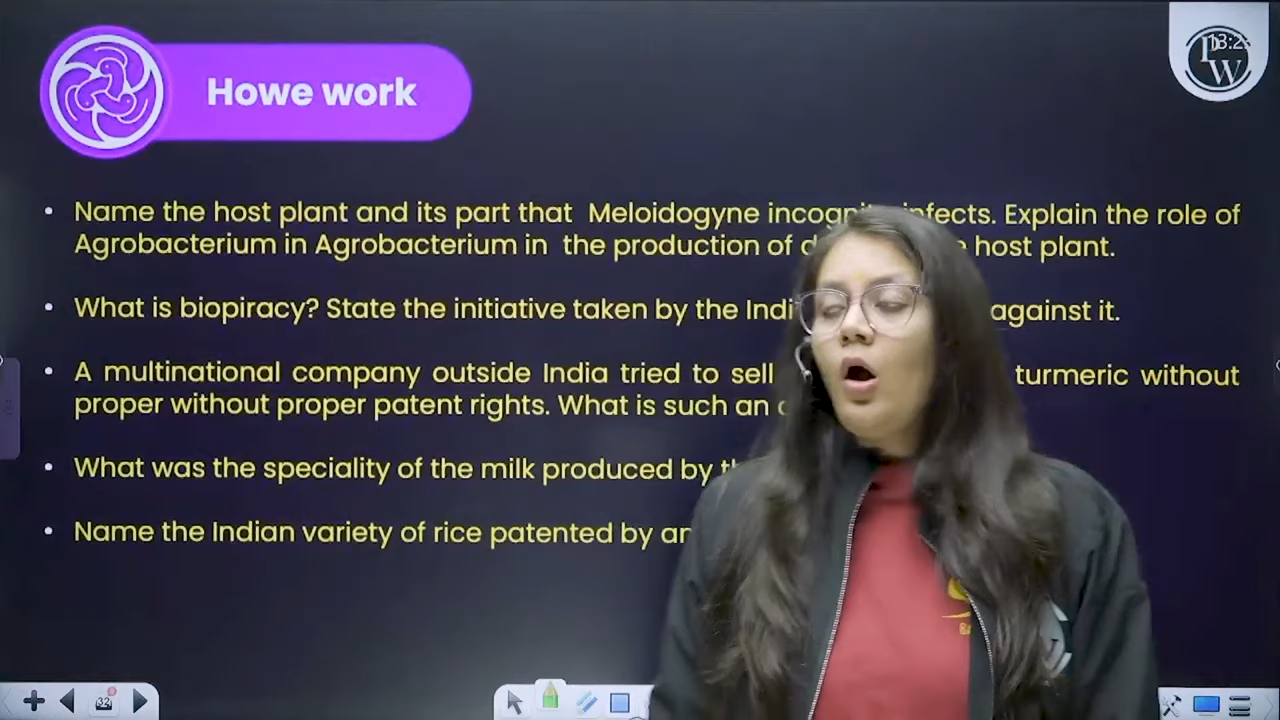 Howe work
Name the host plant and its part that Meloidogyne infects. Explain the role of
Agrobacterium in Agrobacterium in the production of host plant.
What is biopiracy? State the initiative taken by the against it.
A multinational company outside India tried to sell turmeric without
proper without proper patent rights. What is such an
What was the speciality of the milk produced by
Name the Indian variety of rice patented by
32